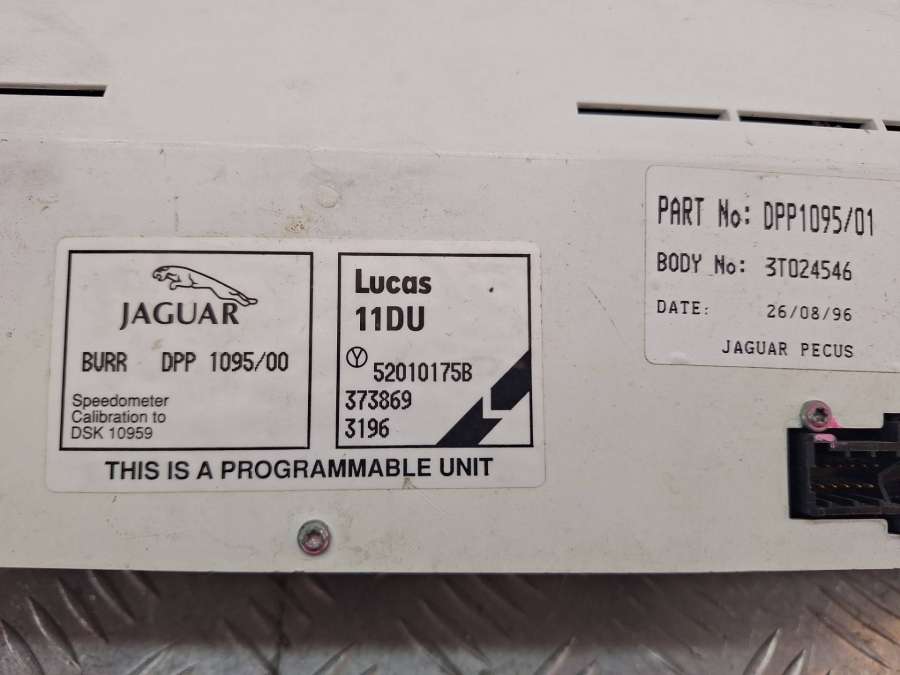 JAGUAR
BURR DPP 1095/00
Speedometer
Calibration to
DSK 10959
Lucas
11DU
Y 52010175B
373869
3196
THIS IS A PROGRAMMABLE UNIT
PART No: DPP1095/01
BODY No: 3T024546
DATE: 26/08/96
JAGUAR PECUS